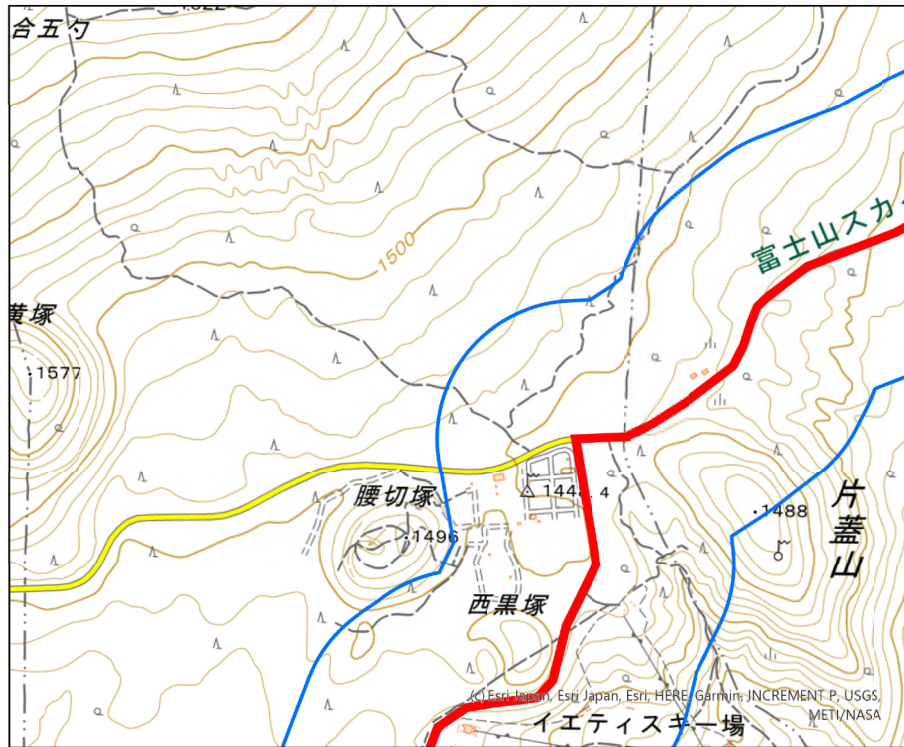 合五勺
1500
富士山スカイ
黄塚
1577
腰切塚
1496
144 . 4
1488
片蓋山
西黒塚
(c) Esri Japan, Esri Japan, Esri, HERE, Garmin, INCREMENT P, USGS,
METI/NASA
イエティスキー場